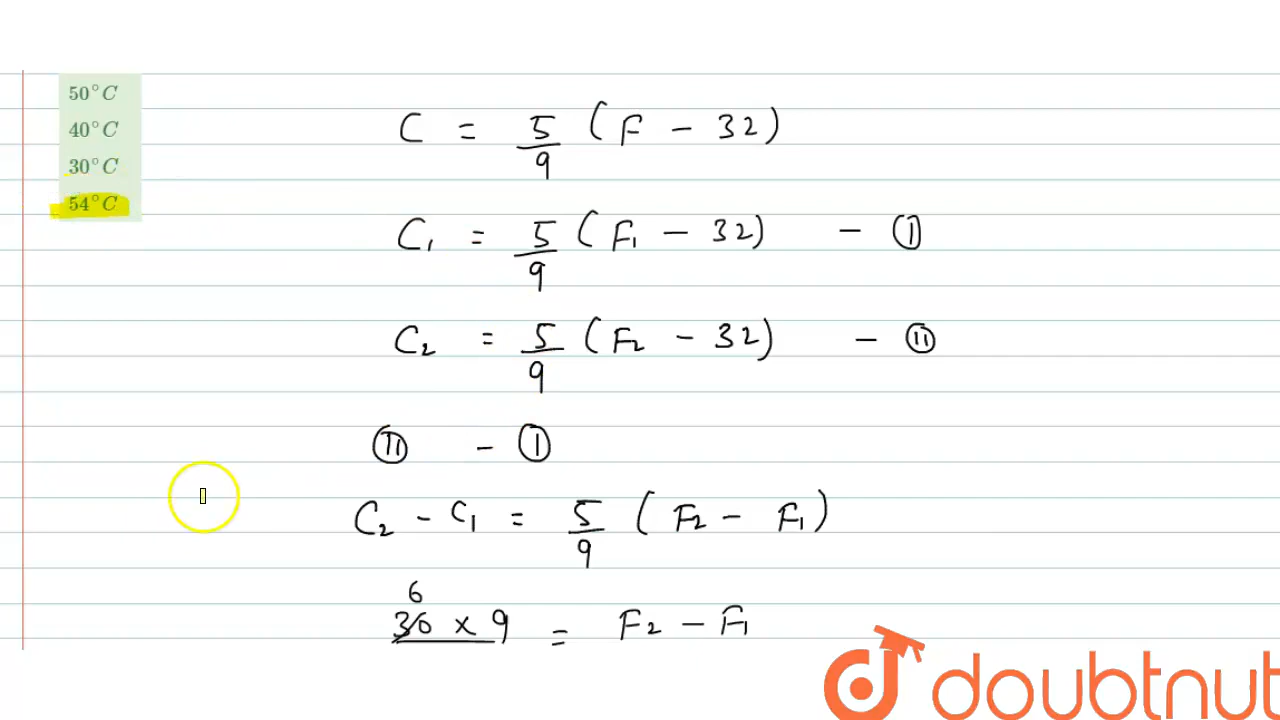 50°C
40°C
30°C
54°C
C = 5/9 (F - 32)
C₁ = 5/9 (F₁ - 32) - Ⓘ
C₂ = 5/9 (F₂ - 32) - ⓘⓘ
ⒾⒾ - Ⓘ
C₂ - C₁ = 5/9 (F₂ - F₁)
6
30 × 9 = F₂ - F₁
doubtnut